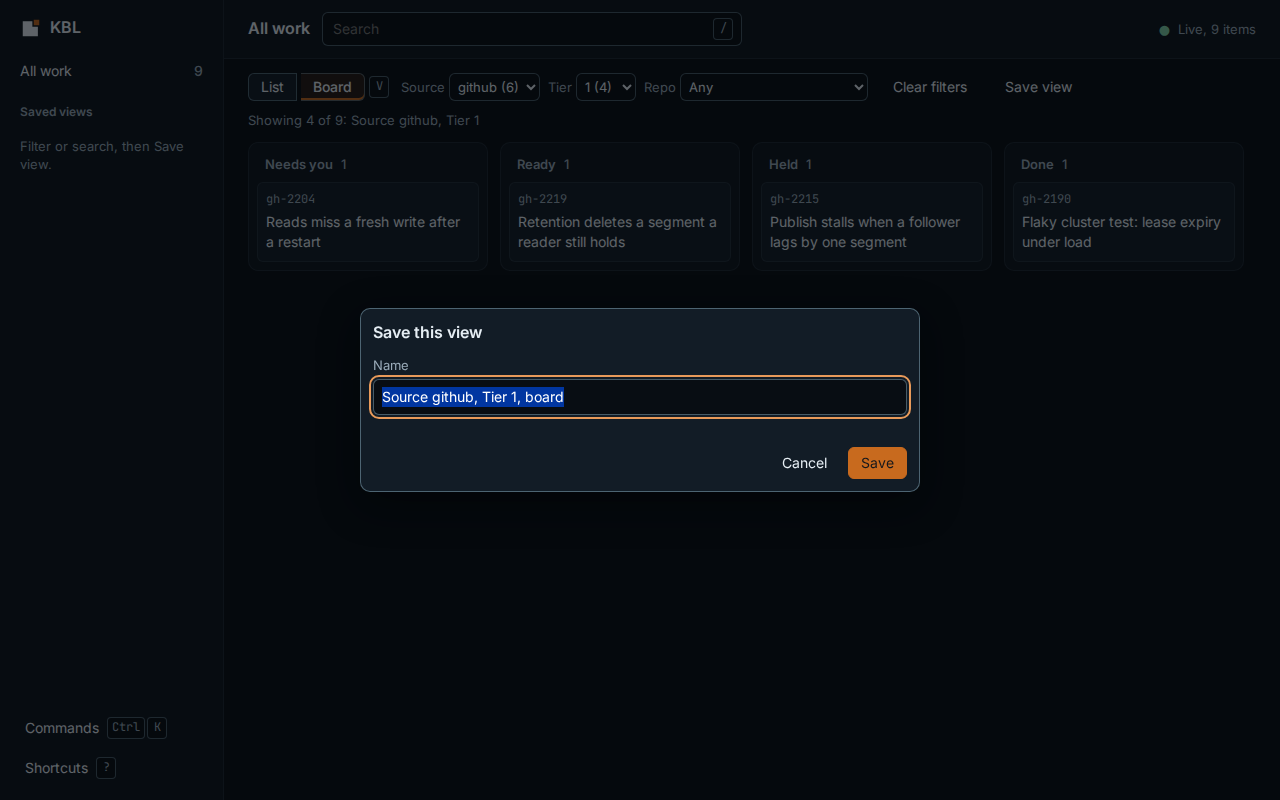 KBL
All work
Search
/
Live, 9 items
All work 9
Saved views
Filter or search, then Save
view.
List
Board
V
Source
github (6)
Tier
1 (4)
Repo
Any
Clear filters
Save view
Showing 4 of 9: Source github, Tier 1
Needs you 1
gh-2204
Reads miss a fresh write after
a restart
Ready 1
gh-2219
Retention deletes a segment a
reader still holds
Held 1
gh-2215
Publish stalls when a follower
lags by one segment
Done 1
gh-2190
Flaky cluster test: lease expiry
under load
Save this view
Name
Source github, Tier 1, board
Cancel
Save
Commands Ctrl K
Shortcuts ?